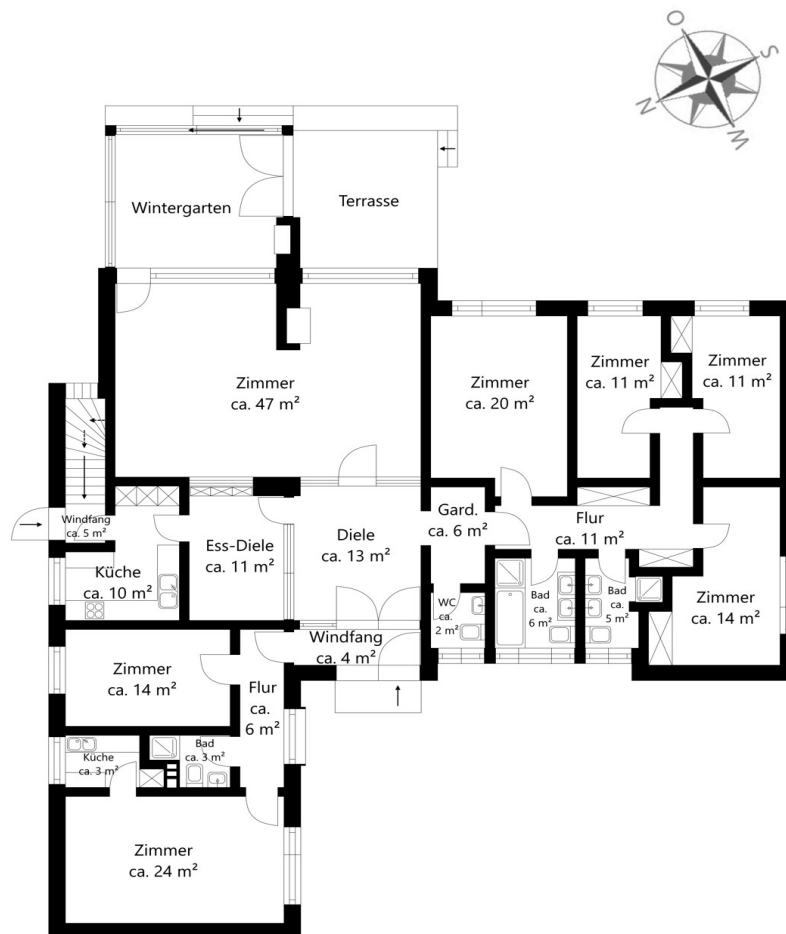 O
S
N
W
Wintergarten
Terrasse
Zimmer
ca. 47 m²
Zimmer
ca. 20 m²
Zimmer
ca. 11 m²
Zimmer
ca. 11 m²
Windfang
ca. 5 m²
Küche
ca. 10 m²
Ess-Diele
ca. 11 m²
Diele
ca. 13 m²
Gard.
ca. 6 m²
Flur
ca. 11 m²
WC
ca.
2 m²
Bad
ca.
6 m²
Bad
ca.
5 m²
Zimmer
ca. 14 m²
Windfang
ca. 4 m²
Zimmer
ca. 14 m²
Flur
ca.
6 m²
Küche
ca. 3 m²
Bad
ca. 3 m²
Zimmer
ca. 24 m²